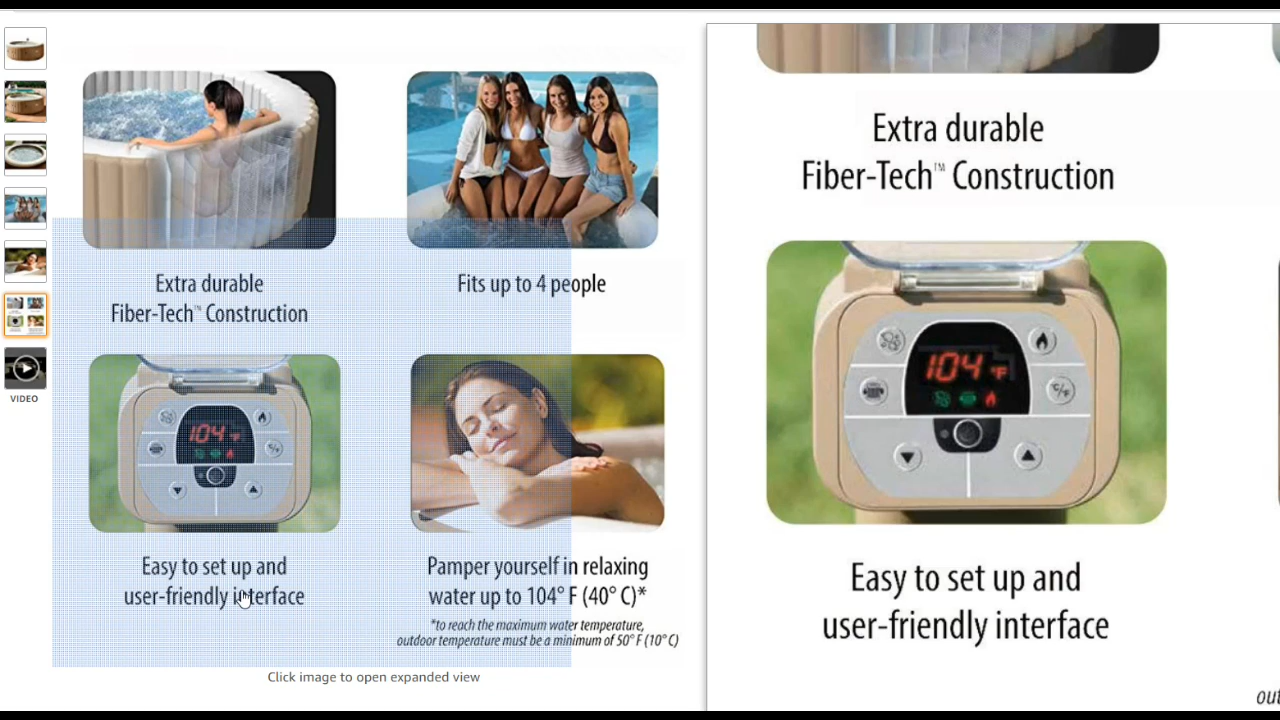 Extra durable
Fiber-Tech™ Construction
Fits up to 4 people
104°F
C/F
Easy to set up and
user-friendly interface
Pamper yourself in relaxing
water up to 104° F (40° C)*
*to reach the maximum water temperature,
outdoor temperature must be a minimum of 50° F (10° C)
VIDEO
Click image to open expanded view
Extra durable
Fiber-Tech™ Construction
104°F
C/F
Easy to set up and
user-friendly interface
out